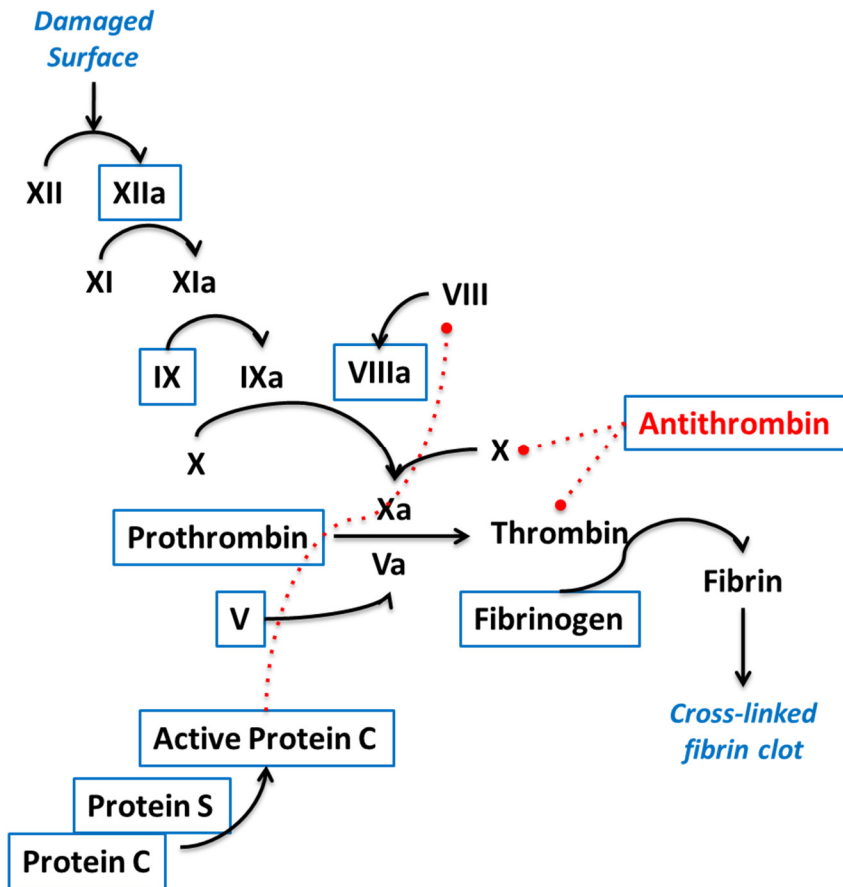 Damaged
Surface
XII
XIIa
XI
XIa
VIII
IX
IXa
VIIIa
Antithrombin
X
X
Xa
Prothrombin
Thrombin
Va
Fibrin
V
Fibrinogen
Active Protein C
Cross-linked
fibrin clot
Protein S
Protein C